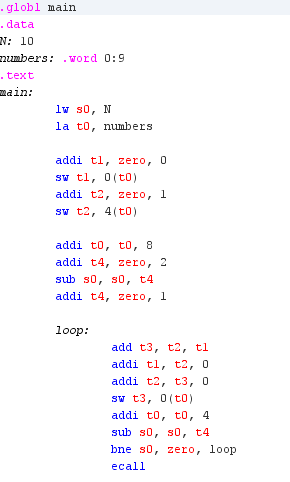 .globl main
.data
N: 10
numbers: .word 0:9
.text
main:
lw s0, N
la t0, numbers
addi t1, zero, 0
sw t1, 0(t0)
addi t2, zero, 1
sw t2, 4(t0)
addi t0, t0, 8
addi t4, zero, 2
sub s0, s0, t4
addi t4, zero, 1
loop:
add t3, t2, t1
addi t1, t2, 0
addi t2, t3, 0
sw t3, 0(t0)
addi t0, t0, 4
sub s0, s0, t4
bne s0, zero, loop
ecall